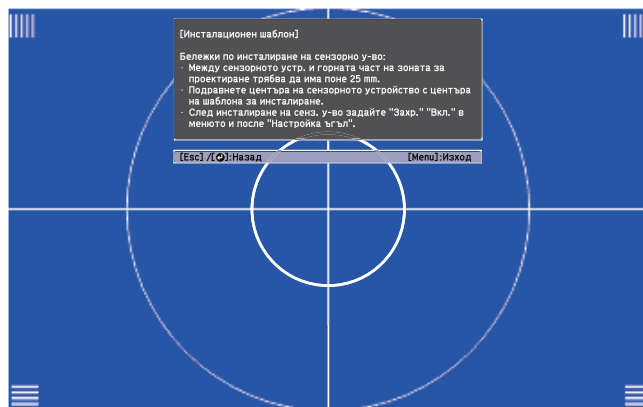 [Инсталационен шаблон]
Бележки по инсталиране на сензорно у-во:
· Между сензорното устр. и горната част на зоната за
проектиране трябва да има поне 25 mm.
· Подравнете центъра на сензорното устройство с центъра
на шаблона за инсталиране.
· След инсталиране на сенз. у-во задайте "Захр." "Вкл." в
менюто и после "Настройка ъгъл".
[Esc] /[⏎]:Назад [Menu]:Изход